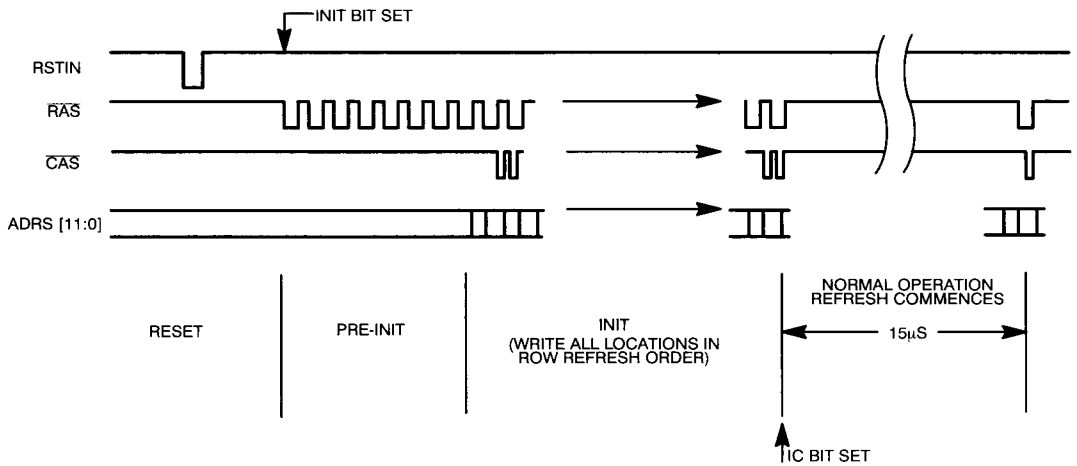 INIT BIT SET
RSTIN
RAS
CAS
ADRS [11:0]
NORMAL OPERATION
REFRESH COMMENCES
RESET
PRE-INIT
INIT
(WRITE ALL LOCATIONS IN
ROW REFRESH ORDER)
15µS
IC BIT SET